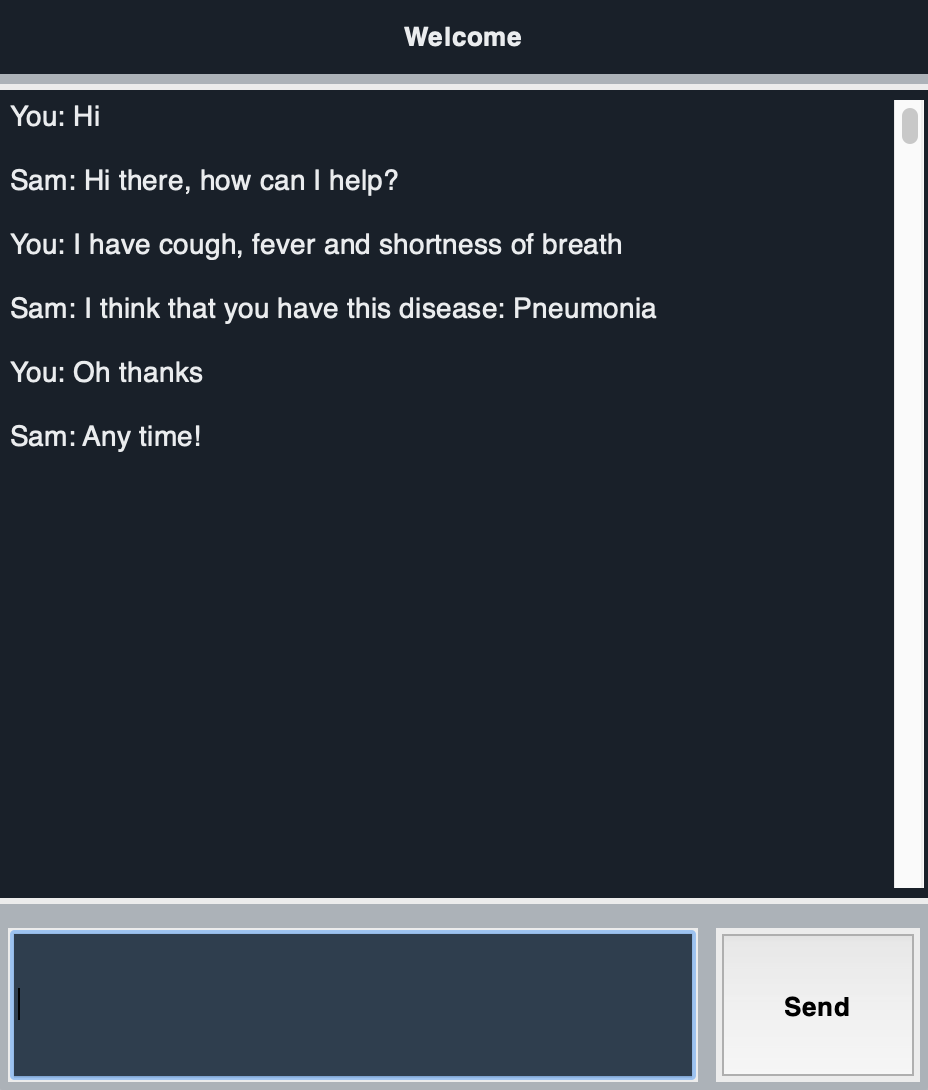 Welcome
You: Hi
Sam: Hi there, how can I help?
You: I have cough, fever and shortness of breath
Sam: I think that you have this disease: Pneumonia
You: Oh thanks
Sam: Any time!
Send